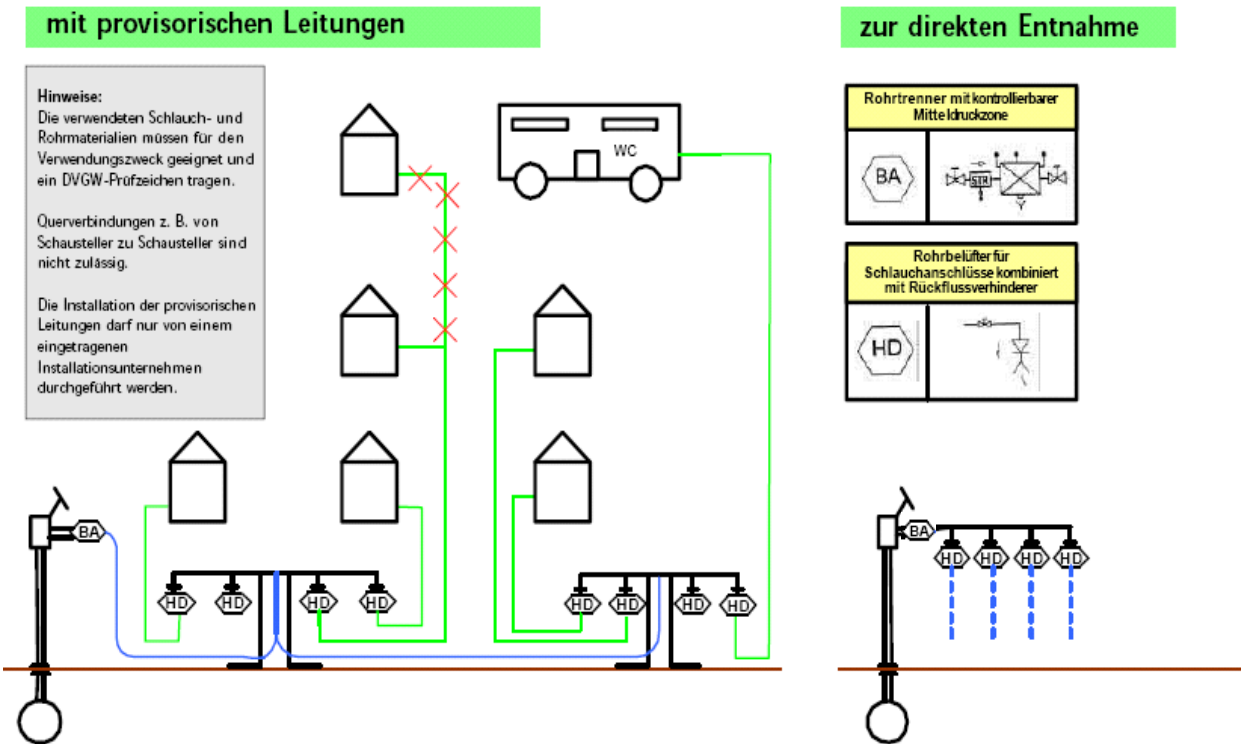 mit provisorischen Leitungen
Hinweise:
Die verwendeten Schlauch- und
Rohrmaterialien müssen für den
Verwendungszweck geeignet und
ein DVGW-Prüfzeichen tragen.
Querverbindungen z. B. von
Schausteller zu Schausteller sind
nicht zulässig.
Die Installation der provisorischen
Leitungen darf nur von einem
eingetragenen
Installationsunternehmen
durchgeführt werden.
WC
BA
HD
HD
HD
HD
HD
HD
HD
HD
zur direkten Entnahme
Rohrtrenner mit kontrollierbarer
Mitteldruckzone
BA
STR
Rohrbelüfter für
Schlauchanschlüsse kombiniert
mit Rückflussverhinderer
HD
BA
HD
HD
HD
HD